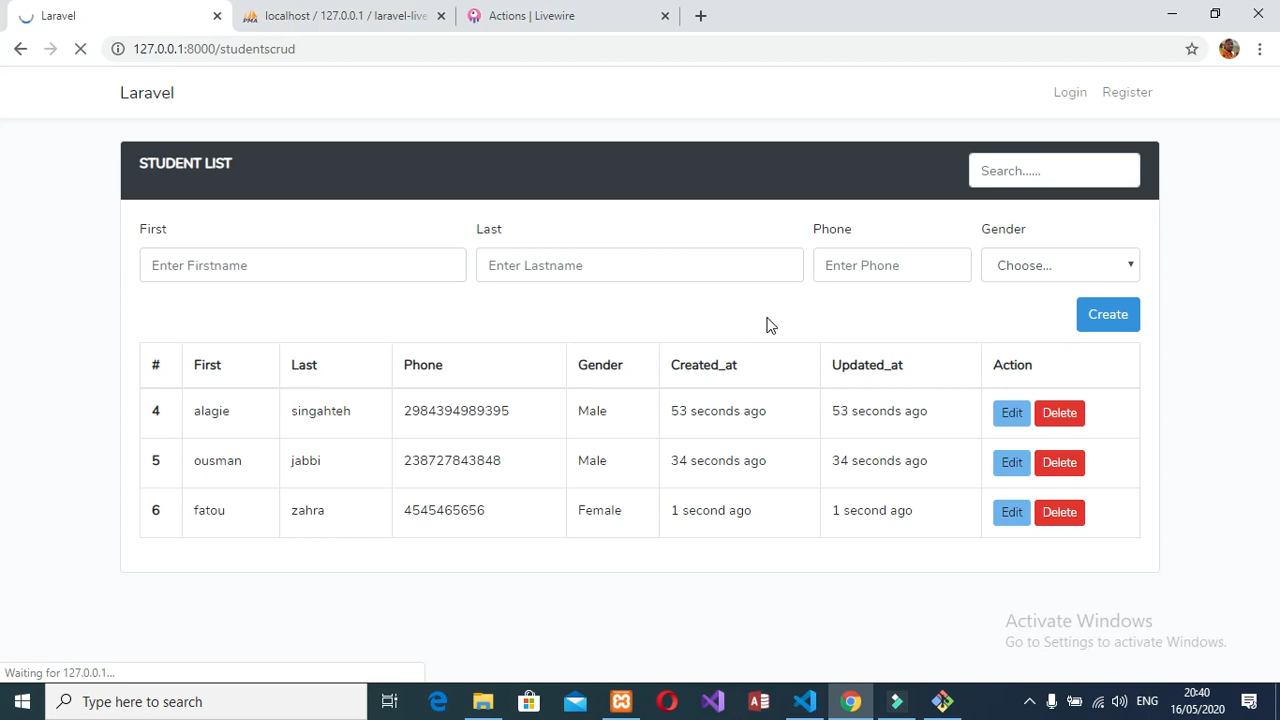 Laravel
localhost / 127.0.0.1 / laravel-live
Actions | Livewire
127.0.0.1:8000/studentscrud
Laravel
Login Register
STUDENT LIST
Search......
First Last Phone Gender
Enter Firstname Enter Lastname Enter Phone Choose...
Create
# First Last Phone Gender Created_at Updated_at Action
4 alagie singahteh 2984394989395 Male 53 seconds ago 53 seconds ago Edit Delete
5 ousman jabbi 238727843848 Male 34 seconds ago 34 seconds ago Edit Delete
6 fatou zahra 4545465656 Female 1 second ago 1 second ago Edit Delete
Activate Windows
Go to Settings to activate Windows.
Waiting for 127.0.0.1...
Type here to search
ENG
20:40
16/05/2020